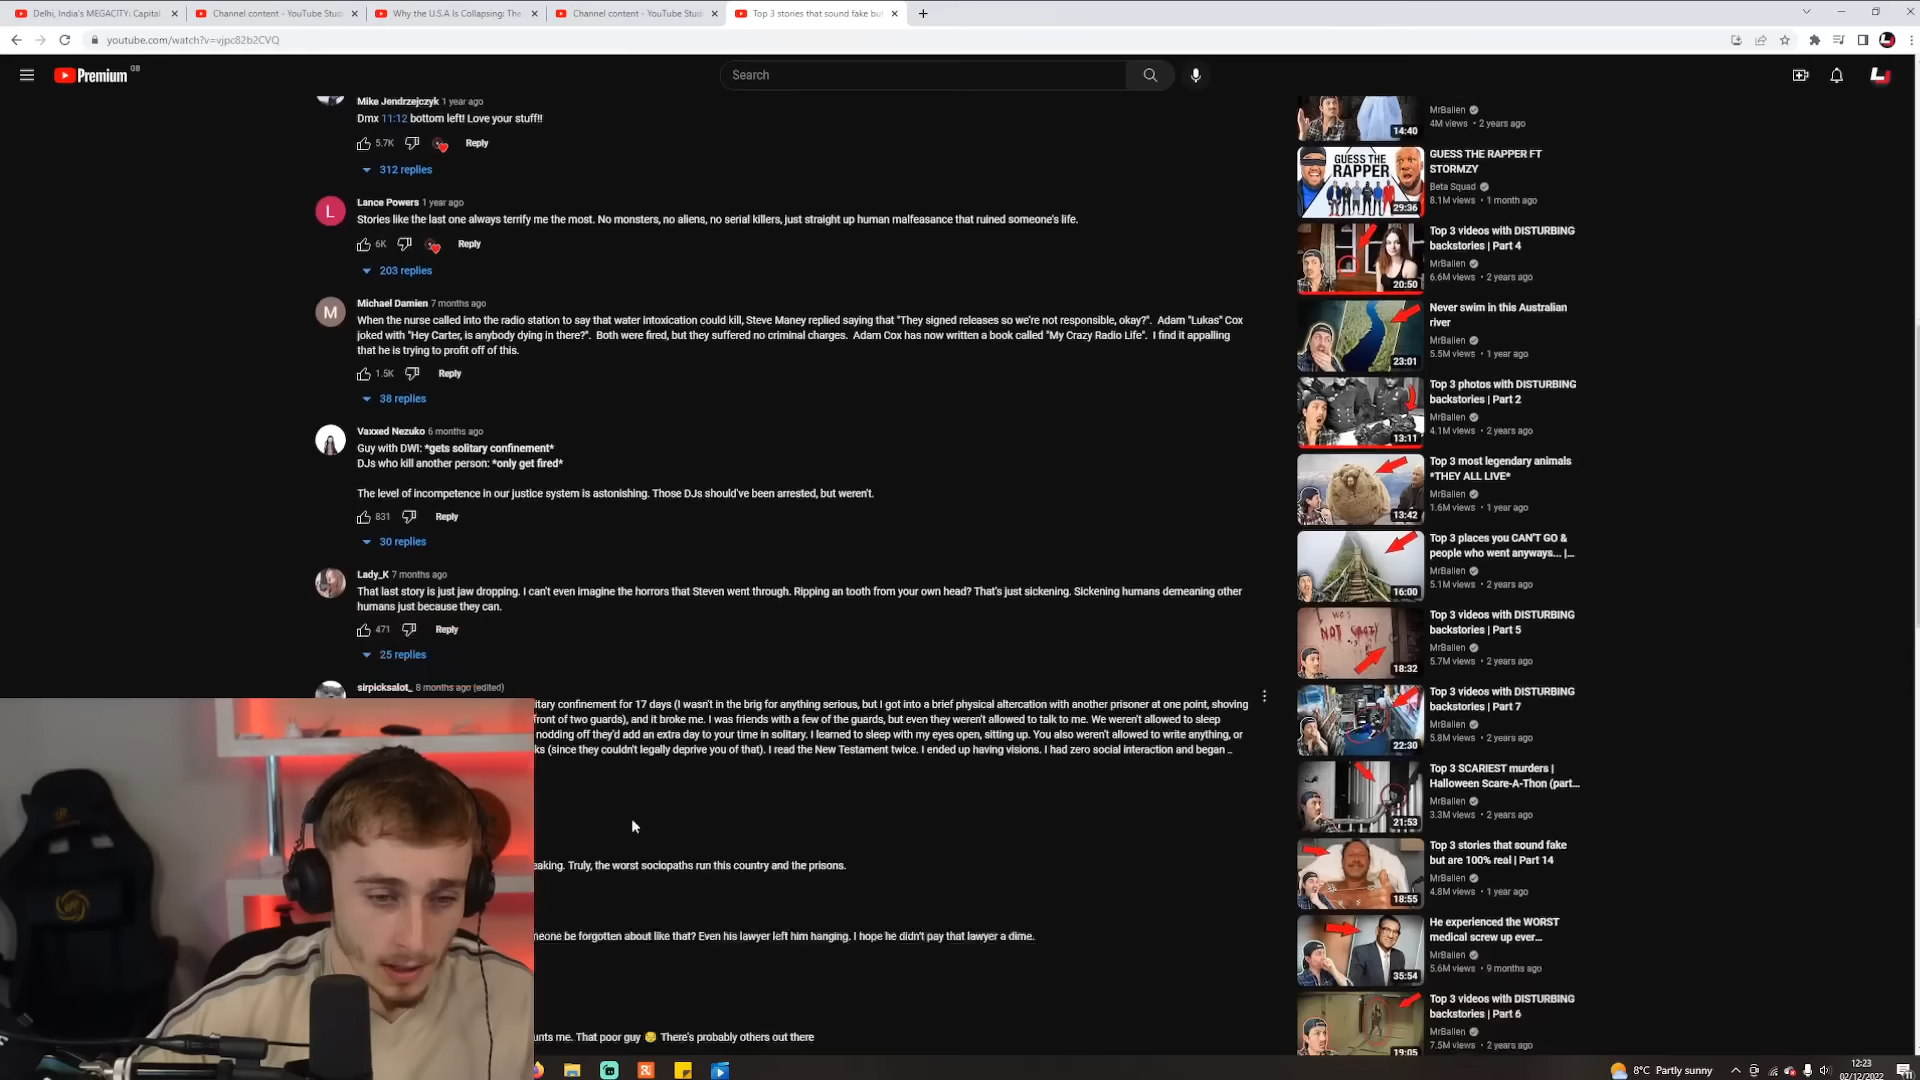 Delhi, India's MEGACITY: Capital
Channel content - YouTube Stud
Why the U.S.A Is Collapsing: The
Channel content - YouTube Stud
Top 3 stories that sound fake bu
youtube.com/watch?v=vjpc82b2CVQ
Premium GB
Search
Mike Jendrzejczyk 1 year ago
Dmx 11:12 bottom left! Love your stuff!!
5.7K Reply
312 replies
L
Lance Powers 1 year ago
Stories like the last one always terrify me the most. No monsters, no aliens, no serial killers, just straight up human malfeasance that ruined someone's life.
6K Reply
203 replies
M
Michael Damien 7 months ago
When the nurse called into the radio station to say that water intoxication could kill, Steve Maney replied saying that "They signed releases so we're not responsible, okay?". Adam "Lukas" Cox
joked with "Hey Carter, is anybody dying in there?". Both were fired, but they suffered no criminal charges. Adam Cox has now written a book called "My Crazy Radio Life". I find it appalling
that he is trying to profit off of this.
1.5K Reply
38 replies
Vaxxed Nezuko 6 months ago
Guy with DWI: *gets solitary confinement*
DJs who kill another person: *only get fired*
The level of incompetence in our justice system is astonishing. Those DJs should've been arrested, but weren't.
831 Reply
30 replies
Lady_K 7 months ago
That last story is just jaw dropping. I can't even imagine the horrors that Steven went through. Ripping an tooth from your own head? That's just sickening. Sickening humans demeaning other
humans just because they can.
471 Reply
25 replies
sirpicksalot_ 8 months ago (edited)
itary confinement for 17 days (I wasn't in the brig for anything serious, but I got into a brief physical altercation with another prisoner at one point, shoving
front of two guards), and it broke me. I was friends with a few of the guards, but even they weren't allowed to talk to me. We weren't allowed to sleep
nodding off they'd add an extra day to your time in solitary. I learned to sleep with my eyes open, sitting up. You also weren't allowed to write anything, or
ks (since they couldn't legally deprive you of that). I read the New Testament twice. I ended up having visions. I had zero social interaction and began ..
eaking. Truly, the worst sociopaths run this country and the prisons.
meone be forgotten about like that? Even his lawyer left him hanging. I hope he didn't pay that lawyer a dime.
unts me. That poor guy 😔 There's probably others out there
14:40
MrBallen
4M views • 2 years ago
GUESS THE RAPPER
29:36
GUESS THE RAPPER FT
STORMZY
Beta Squad
8.1M views • 1 month ago
20:50
Top 3 videos with DISTURBING
backstories | Part 4
MrBallen
6.6M views • 2 years ago
23:01
Never swim in this Australian
river
MrBallen
5.5M views • 1 year ago
13:11
Top 3 photos with DISTURBING
backstories | Part 2
MrBallen
4.1M views • 2 years ago
13:42
Top 3 most legendary animals
*THEY ALL LIVE*
MrBallen
1.6M views • 1 year ago
16:00
Top 3 places you CAN'T GO &
people who went anyways... |...
MrBallen
5.1M views • 2 years ago
NOT CRAZY
18:32
Top 3 videos with DISTURBING
backstories | Part 5
MrBallen
5.7M views • 2 years ago
22:30
Top 3 videos with DISTURBING
backstories | Part 7
MrBallen
5.8M views • 2 years ago
21:53
Top 3 SCARIEST murders |
Halloween Scare-A-Thon (part...
MrBallen
3.3M views • 2 years ago
18:55
Top 3 stories that sound fake
but are 100% real | Part 14
MrBallen
4.8M views • 1 year ago
35:54
He experienced the WORST
medical screw up ever...
MrBallen
5.6M views • 9 months ago
19:05
Top 3 videos with DISTURBING
backstories | Part 6
MrBallen
7.5M views • 2 years ago
8°C Partly sunny
12:23
02/12/2022